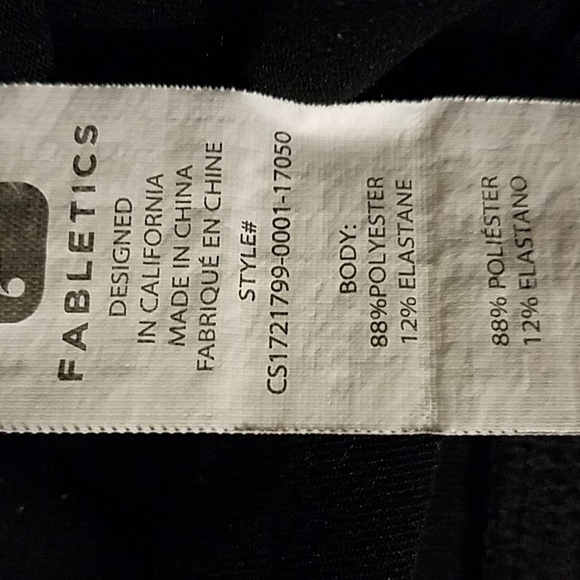 FABLETICS
DESIGNED
IN CALIFORNIA
MADE IN CHINA
FABRIQUÉ EN CHINE
STYLE#
CS1721799-0001-17050
BODY:
88%POLYESTER
12% ELASTANE
88% POLIÉSTER
12% ELASTANO